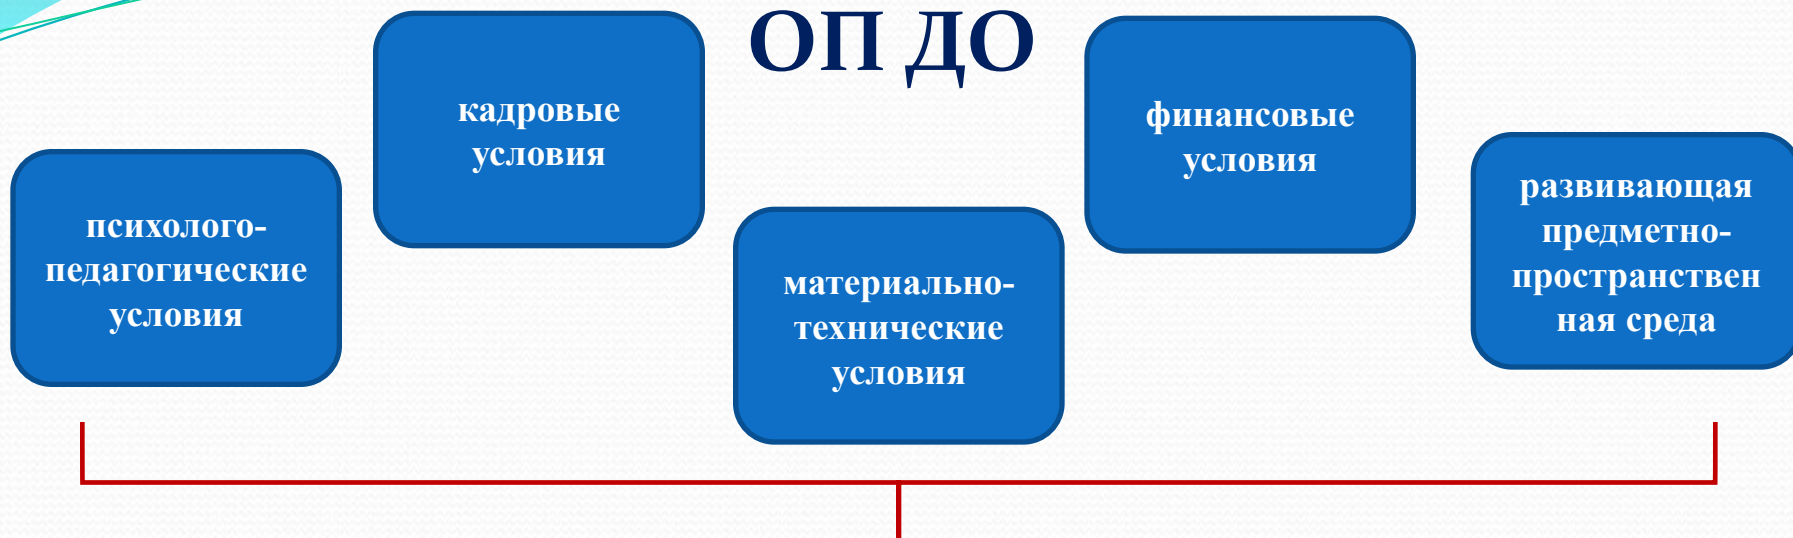 ОП ДО
психолого-
педагогические
условия
кадровые
условия
материально-
технические
условия
финансовые
условия
развивающая
предметно-
пространствен
ная среда